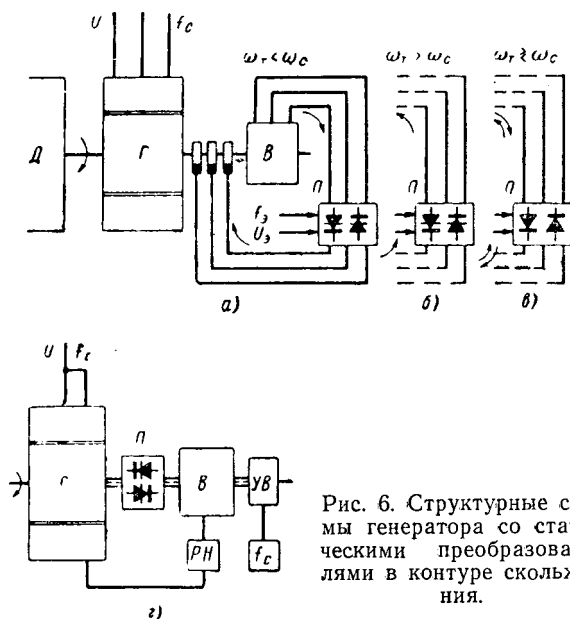 U f_c
ω_т < ω_c ω_т > ω_c ω_т ≷ ω_c
Д Г В
П П П
f_э
U_э
а) б) в)
U f_c
П
Г В УВ
РН f_c
г)
Рис. 6. Структурные с
мы генератора со стат
ческими преобразова
лями в контуре скольж
ния.